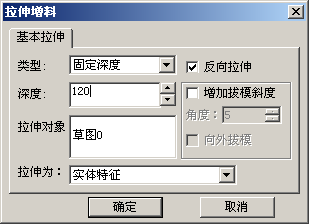 拉伸增料
基本拉伸
类型: 固定深度 反向拉伸
深度: 120 增加拔模斜度
角度: 5
拉伸对象 草图0 向外拔模
拉伸为: 实体特征
确定 取消